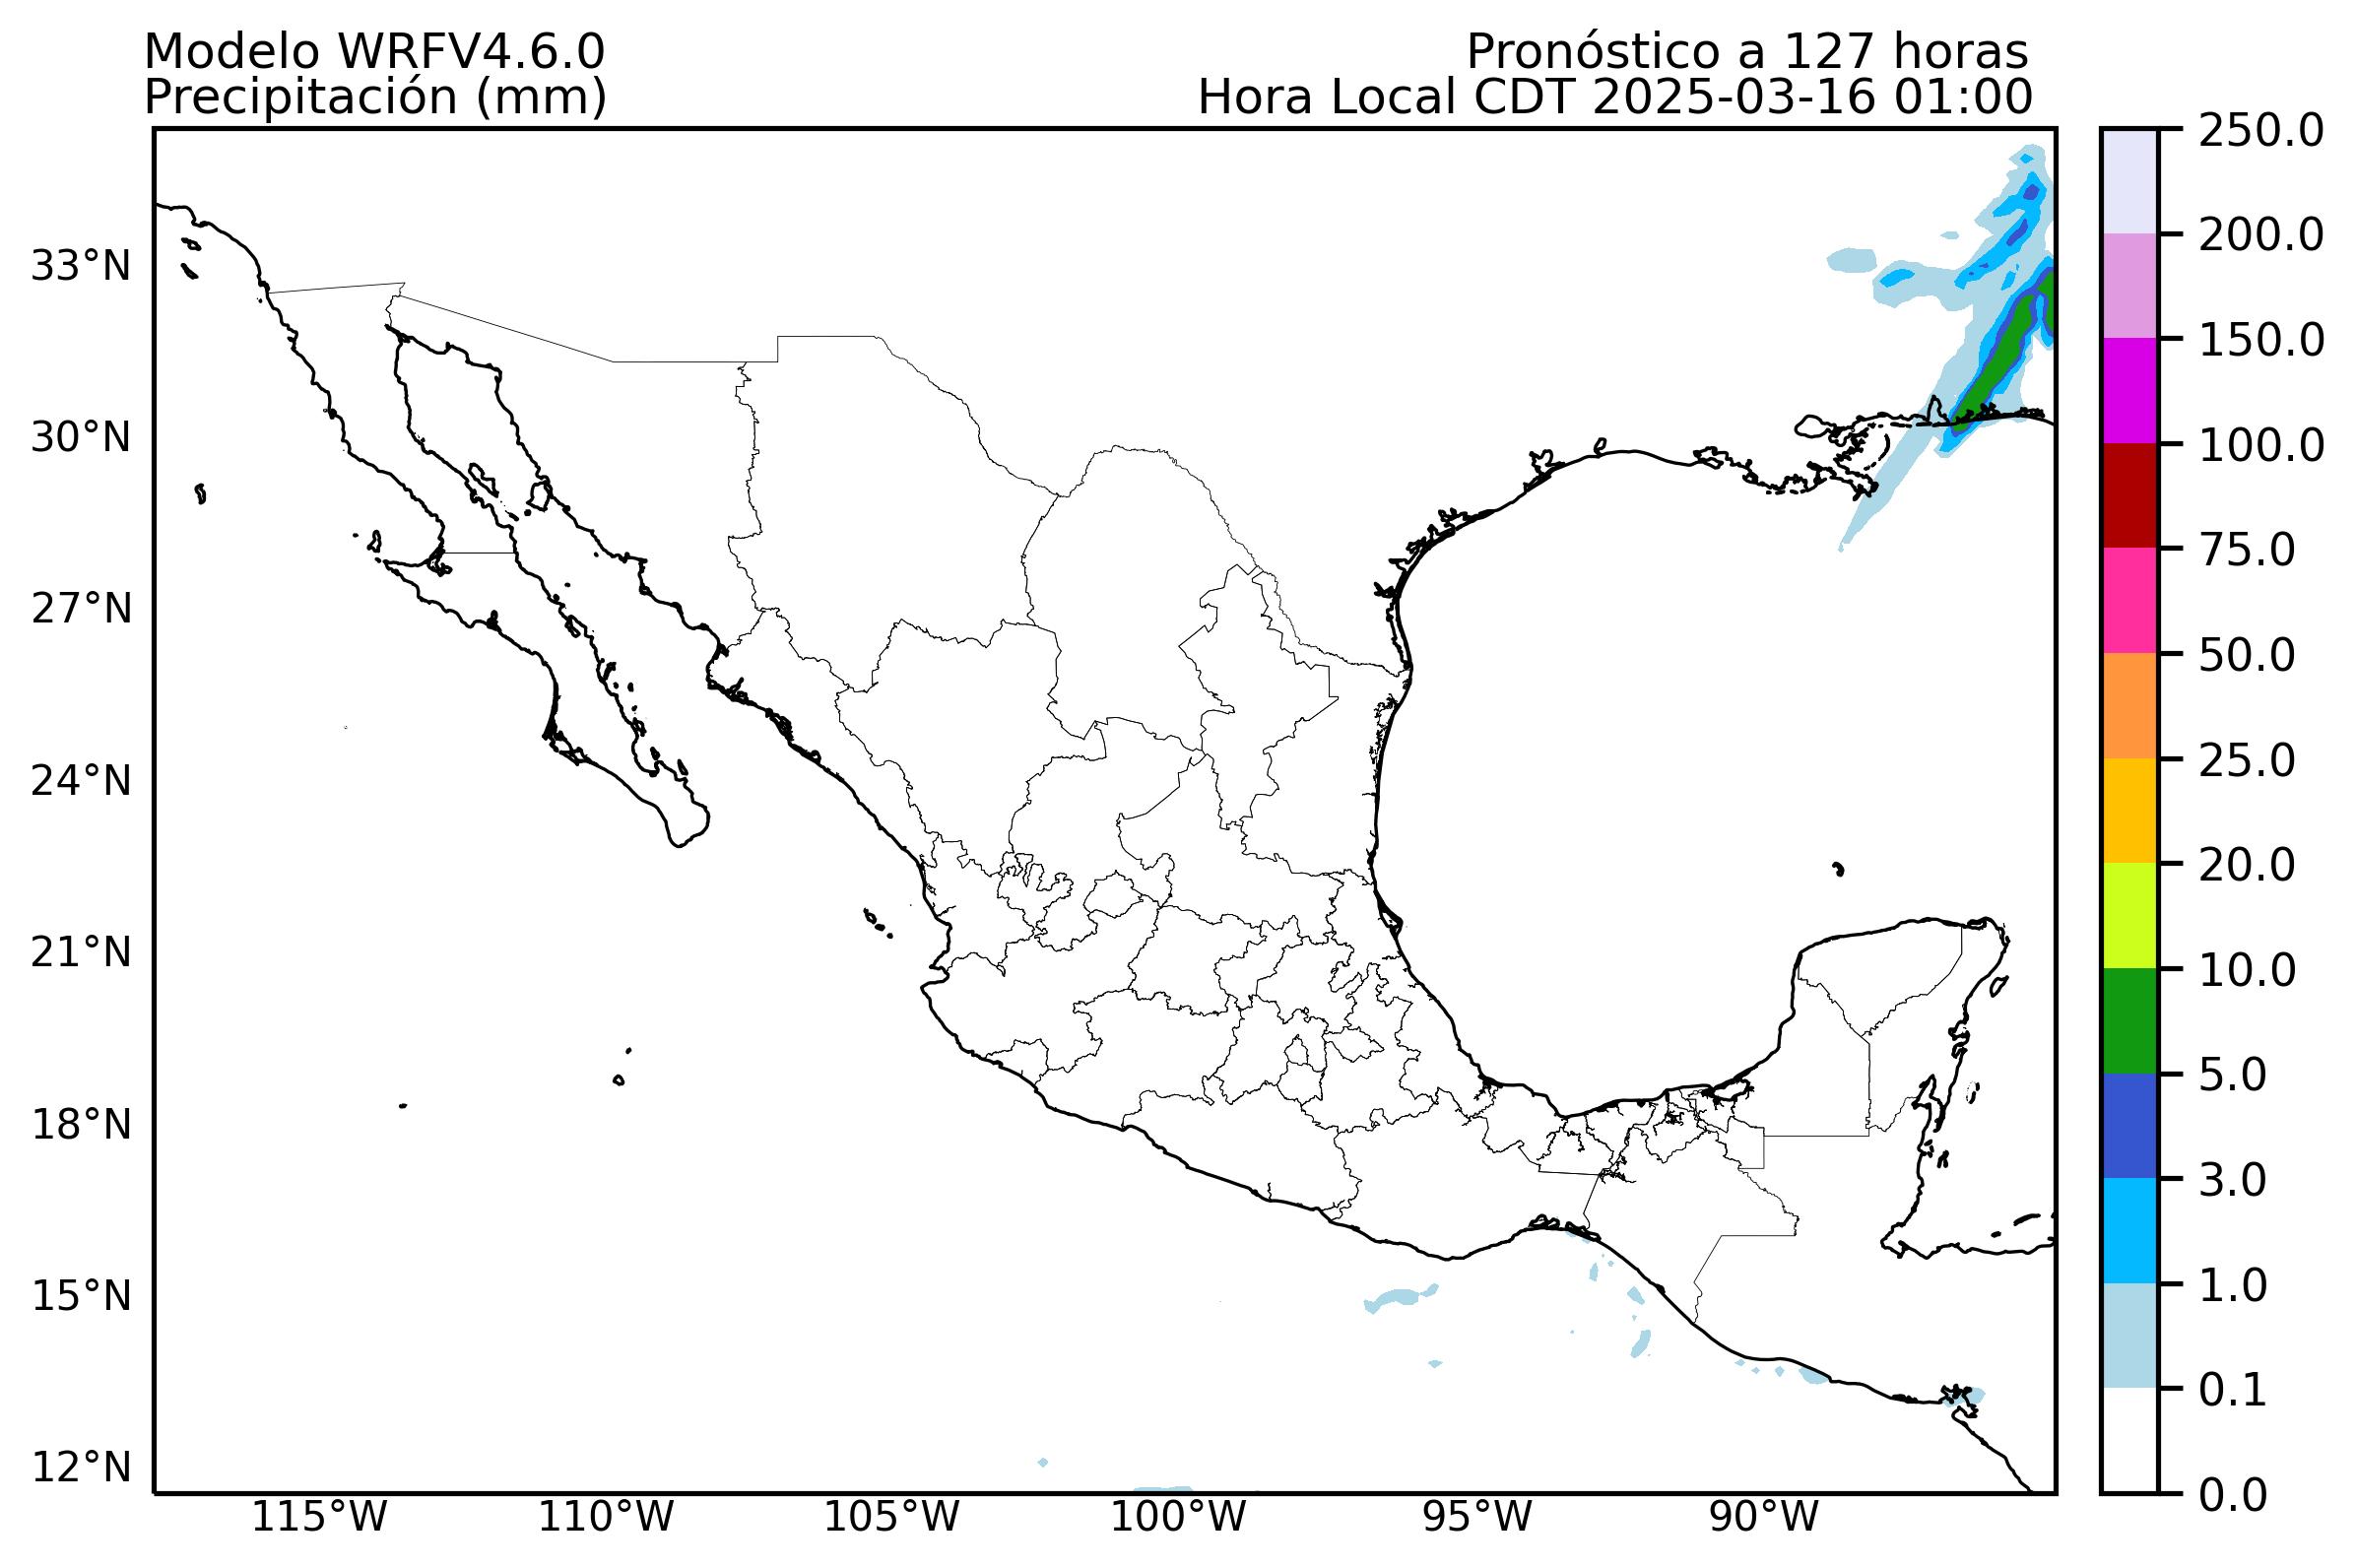 Modelo WRFV4.6.0
Pronóstico a 127 horas
Precipitación (mm)
Hora Local CDT 2025-03-16 01:00
33°N
30°N
27°N
24°N
21°N
18°N
15°N
12°N
115°W
110°W
105°W
100°W
95°W
90°W
250.0
200.0
150.0
100.0
75.0
50.0
25.0
20.0
10.0
5.0
3.0
1.0
0.1
0.0